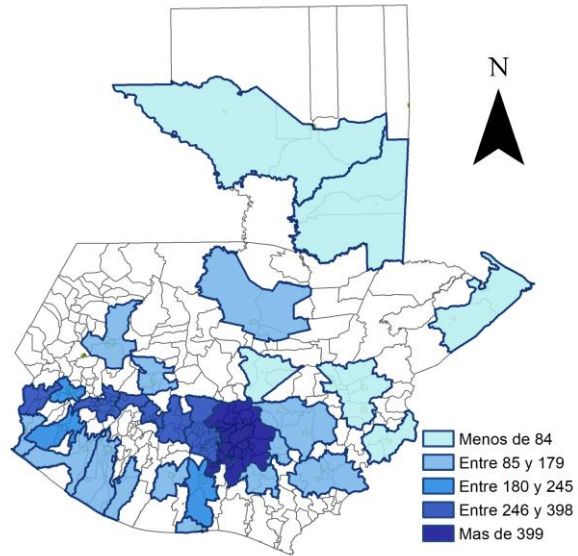 N
Menos de 84
Entre 85 y 179
Entre 180 y 245
Entre 246 y 398
Mas de 399